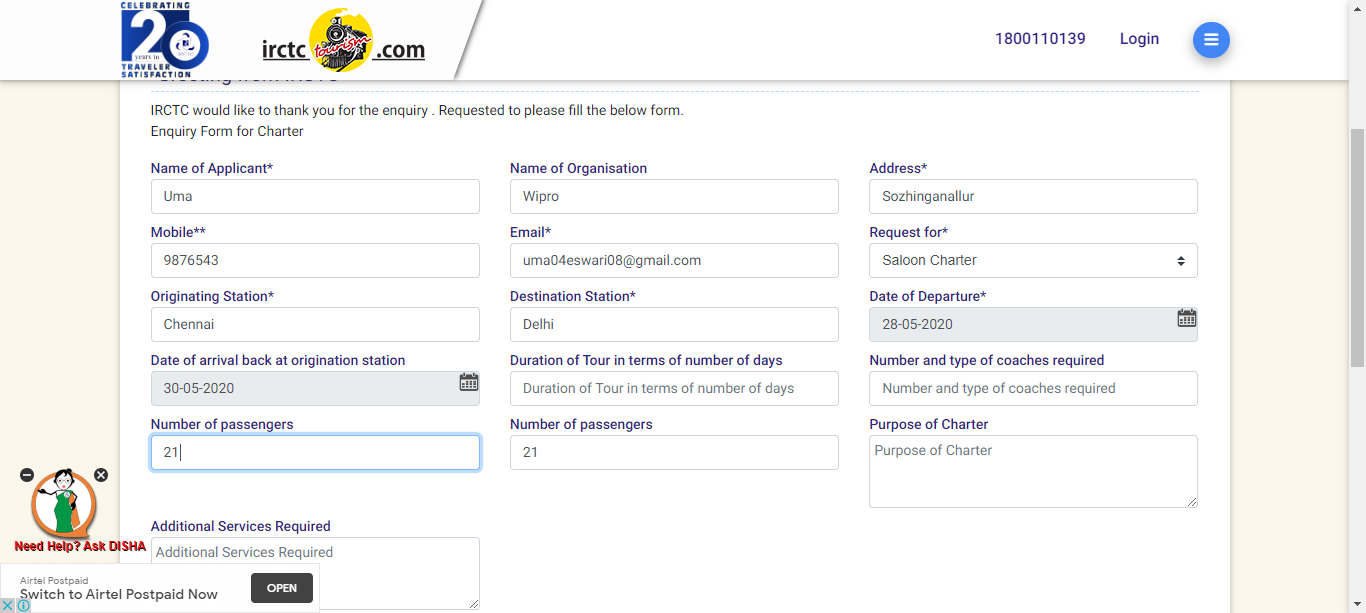 CELEBRATING
20
years in
TRAVELER
SATISFACTION
irctc tourism .com
1800110139 Login
IRCTC would like to thank you for the enquiry . Requested to please fill the below form.
Enquiry Form for Charter
Name of Applicant* Name of Organisation Address*
Uma Wipro Sozhinganallur
Mobile** Email* Request for*
9876543 uma04eswari08@gmail.com Saloon Charter
Originating Station* Destination Station* Date of Departure*
Chennai Delhi 28-05-2020
Date of arrival back at origination station Duration of Tour in terms of number of days Number and type of coaches required
30-05-2020 Duration of Tour in terms of number of days Number and type of coaches required
Number of passengers Number of passengers Purpose of Charter
21 21 Purpose of Charter
Additional Services Required
Need Help? Ask DISHA Additional Services Required
Airtel Postpaid
Switch to Airtel Postpaid Now OPEN